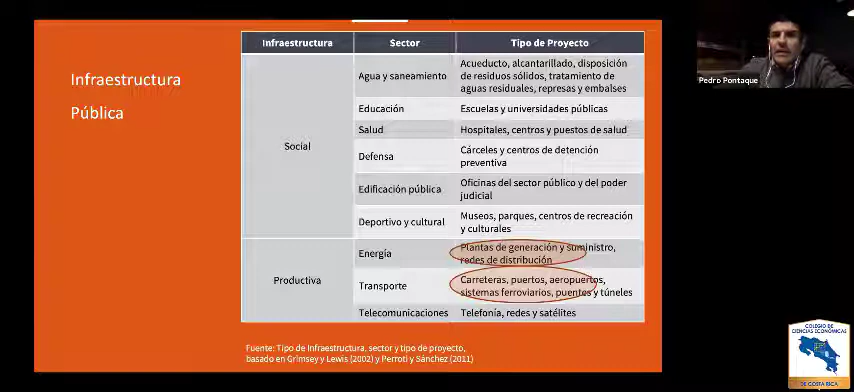 Infraestructura
Pública
Infraestructura Sector Tipo de Proyecto
Social
Agua y saneamiento
Acueducto, alcantarillado, disposición
de residuos sólidos, tratamiento de
aguas residuales, represas y embalses
Educación Escuelas y universidades públicas
Salud Hospitales, centros y puestos de salud
Defensa
Cárceles y centros de detención
preventiva
Edificación pública
Oficinas del sector público y del poder
judicial
Deportivo y cultural
Museos, parques, centros de recreación
y culturales
Productiva
Energía
Plantas de generación y suministro,
redes de distribución
Transporte
Carreteras, puertos, aeropuertos,
sistemas ferroviarios, puentes y túneles
Telecomunicaciones Telefonía, redes y satélites
Fuente: Tipo de Infraestructura, sector y tipo de proyecto,
basado en Grimsey y Lewis (2002) y Perroti y Sánchez (2011)
Pedro Pontaque
COLEGIO DE
CIENCIAS ECONÓMICAS
DE COSTA RICA